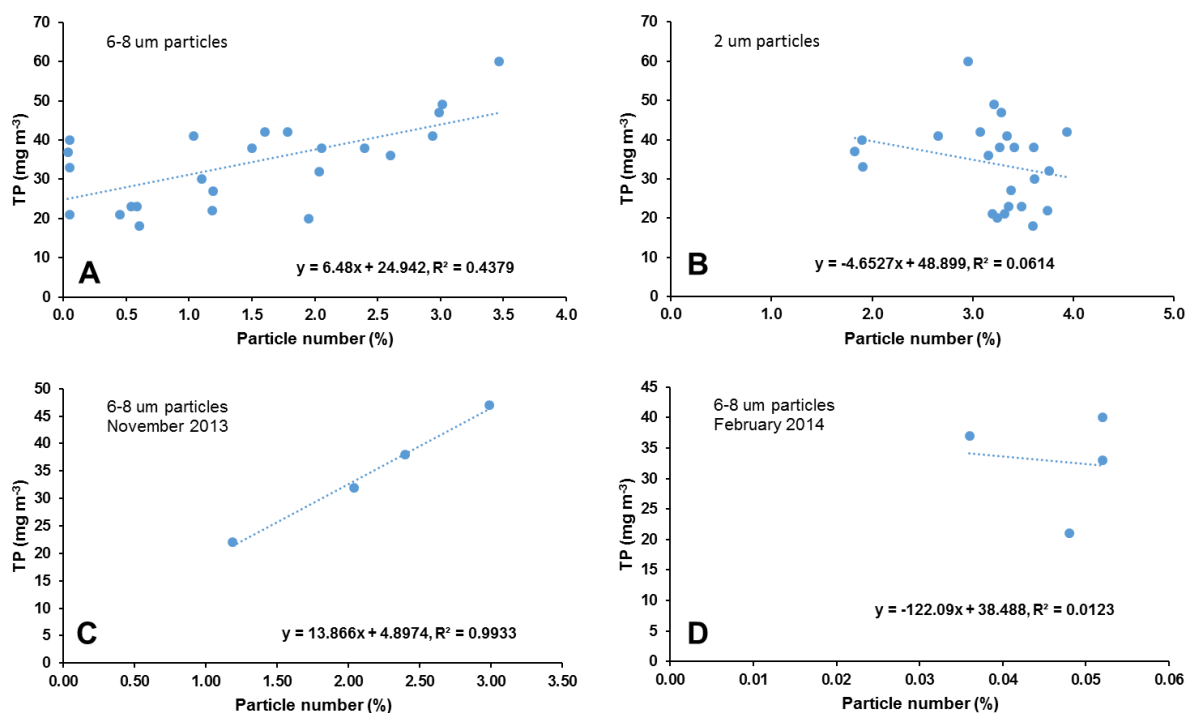 6-8 um particles
TP (mg m-3)
70
60
50
40
30
20
10
0
A
y = 6.48x + 24.942, R² = 0.4379
0.0 0.5 1.0 1.5 2.0 2.5 3.0 3.5 4.0
Particle number (%)
2 um particles
TP (mg m-3)
70
60
50
40
30
20
10
0
B
y = -4.6527x + 48.899, R² = 0.0614
0.0 1.0 2.0 3.0 4.0 5.0
Particle number (%)
6-8 um particles
November 2013
TP (mg m-3)
50
45
40
35
30
25
20
15
10
5
0
C
y = 13.866x + 4.8974, R² = 0.9933
0.00 0.50 1.00 1.50 2.00 2.50 3.00 3.50
Particle number (%)
6-8 um particles
February 2014
TP (mg m-3)
45
40
35
30
25
20
15
10
5
0
D
y = -122.09x + 38.488, R² = 0.0123
0.00 0.01 0.02 0.03 0.04 0.05 0.06
Particle number (%)